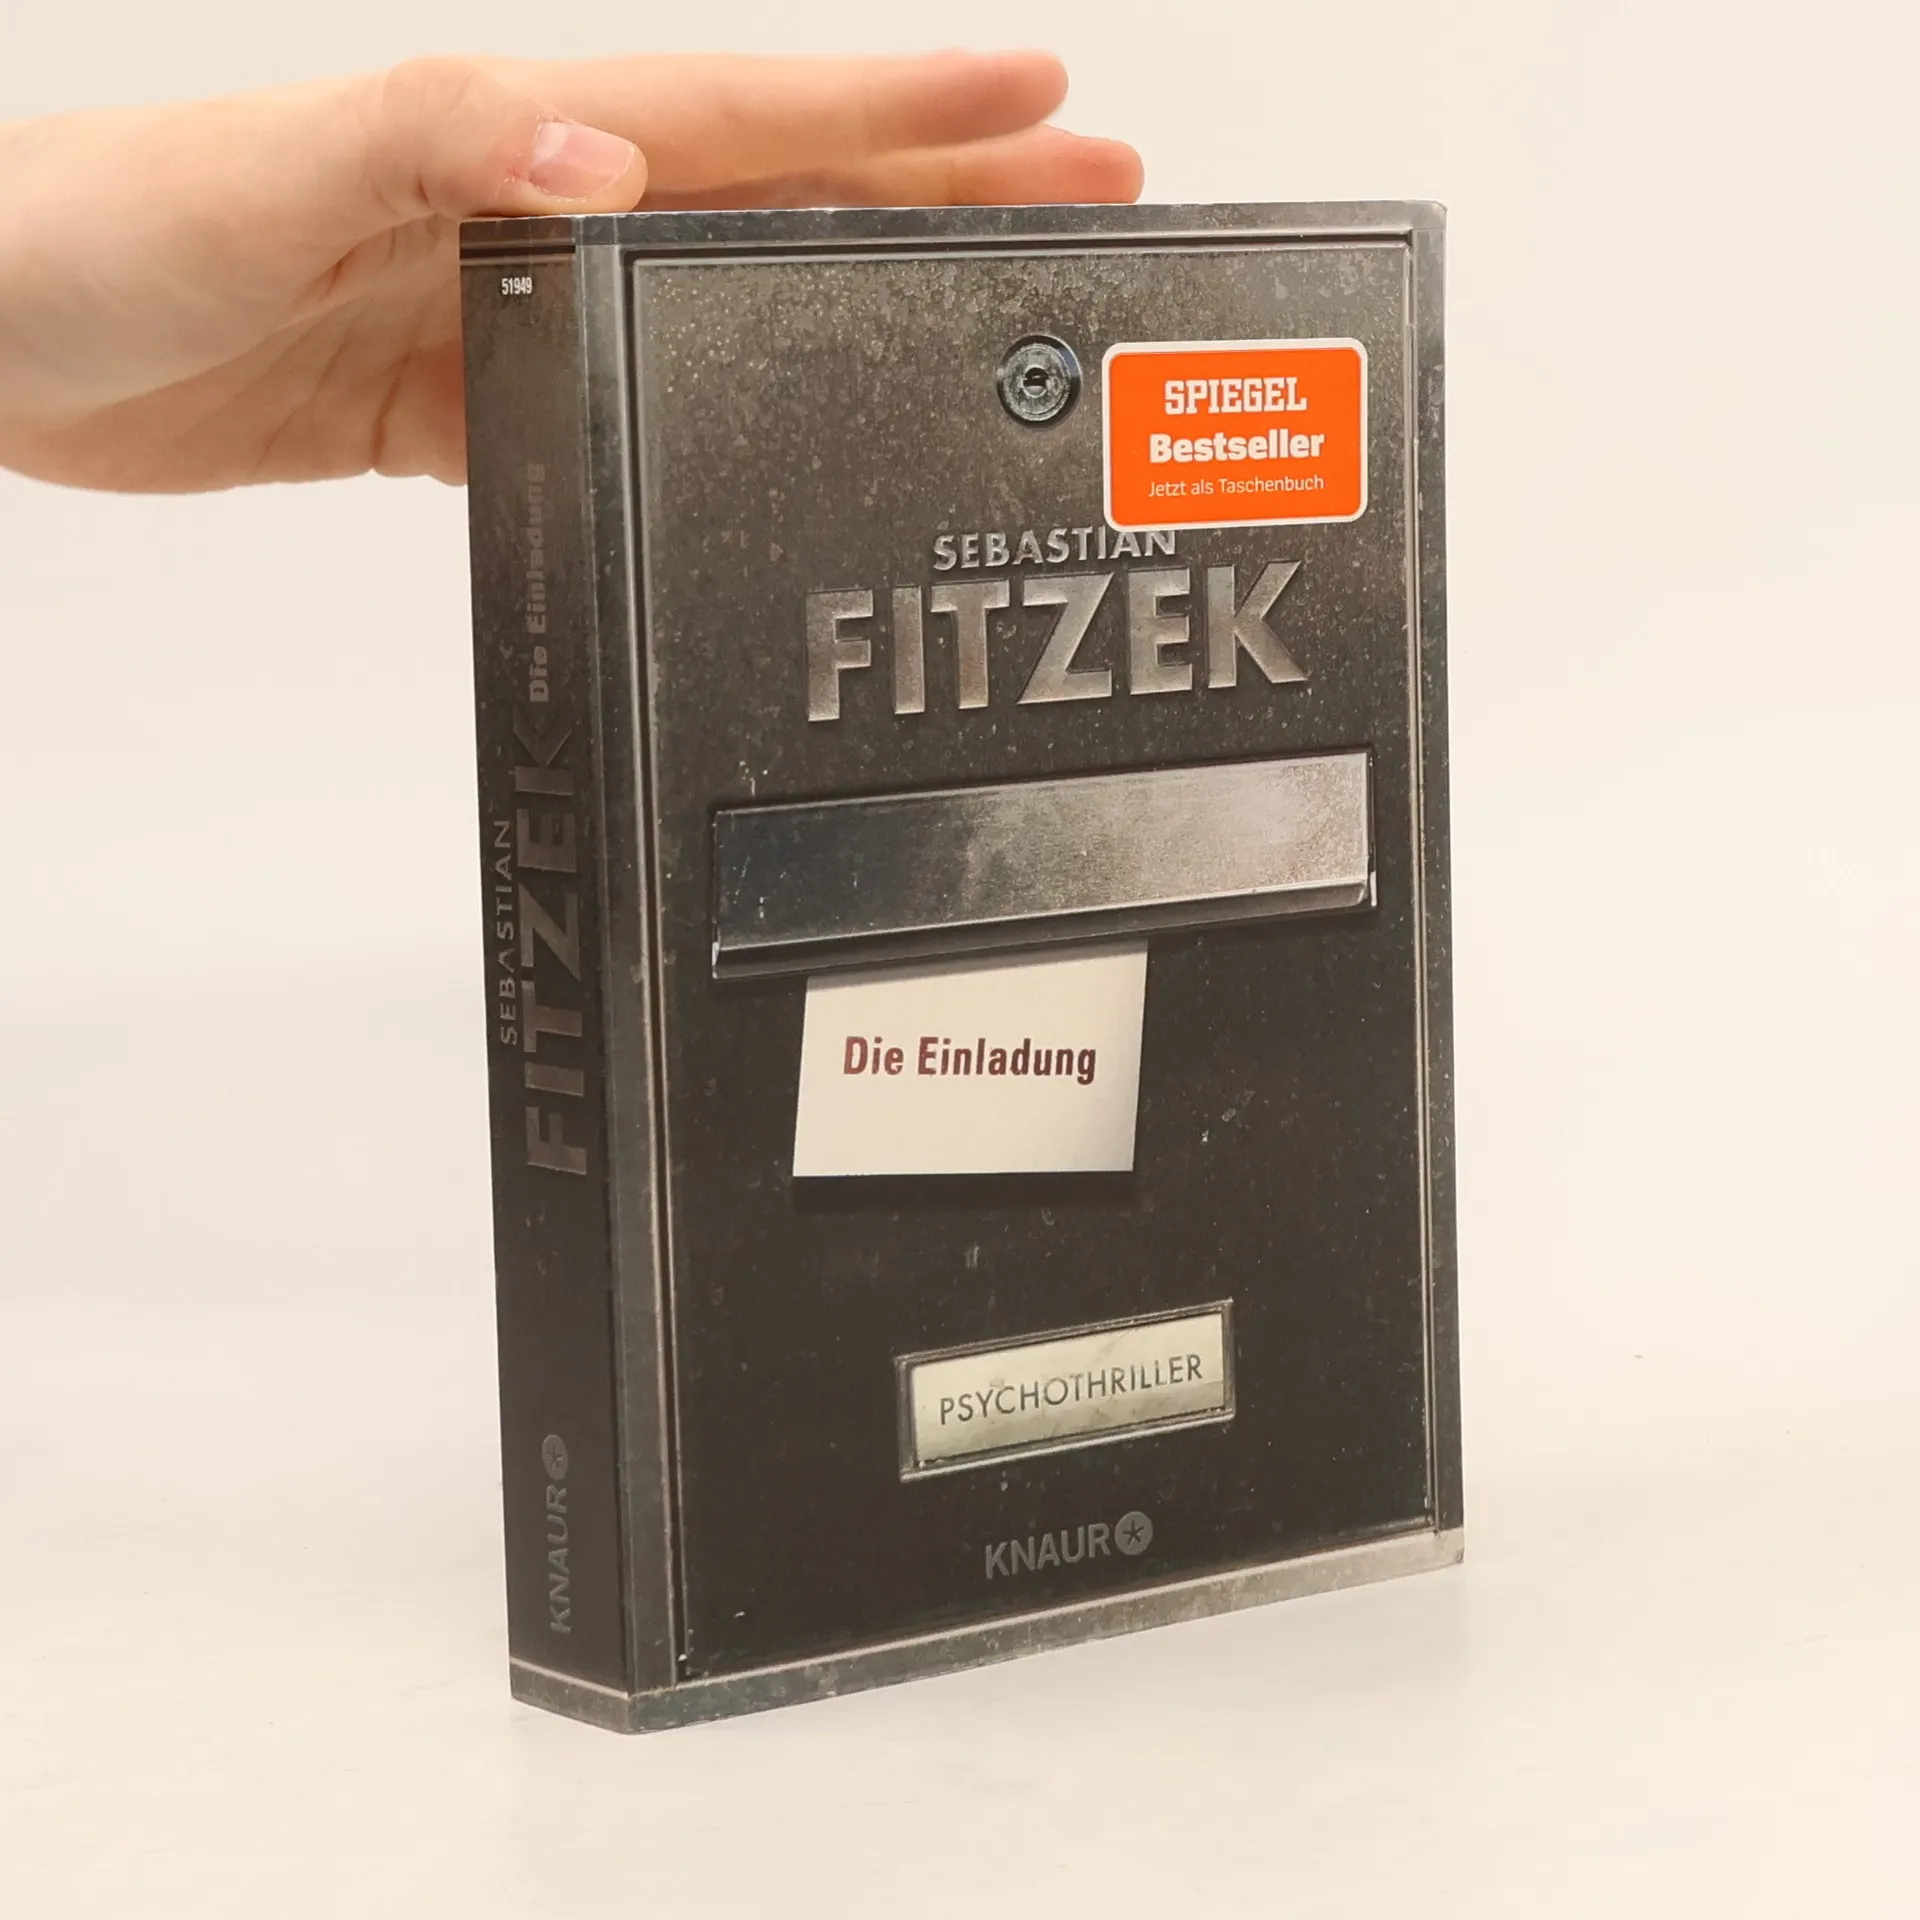 51949
SEBASTIAN
FITZEK
Die Einladung
KNAUR
SPIEGEL
Bestseller
Jetzt als Taschenbuch
SEBASTIAN
FITZEK
Die Einladung
PSYCHOTHRILLER
KNAUR